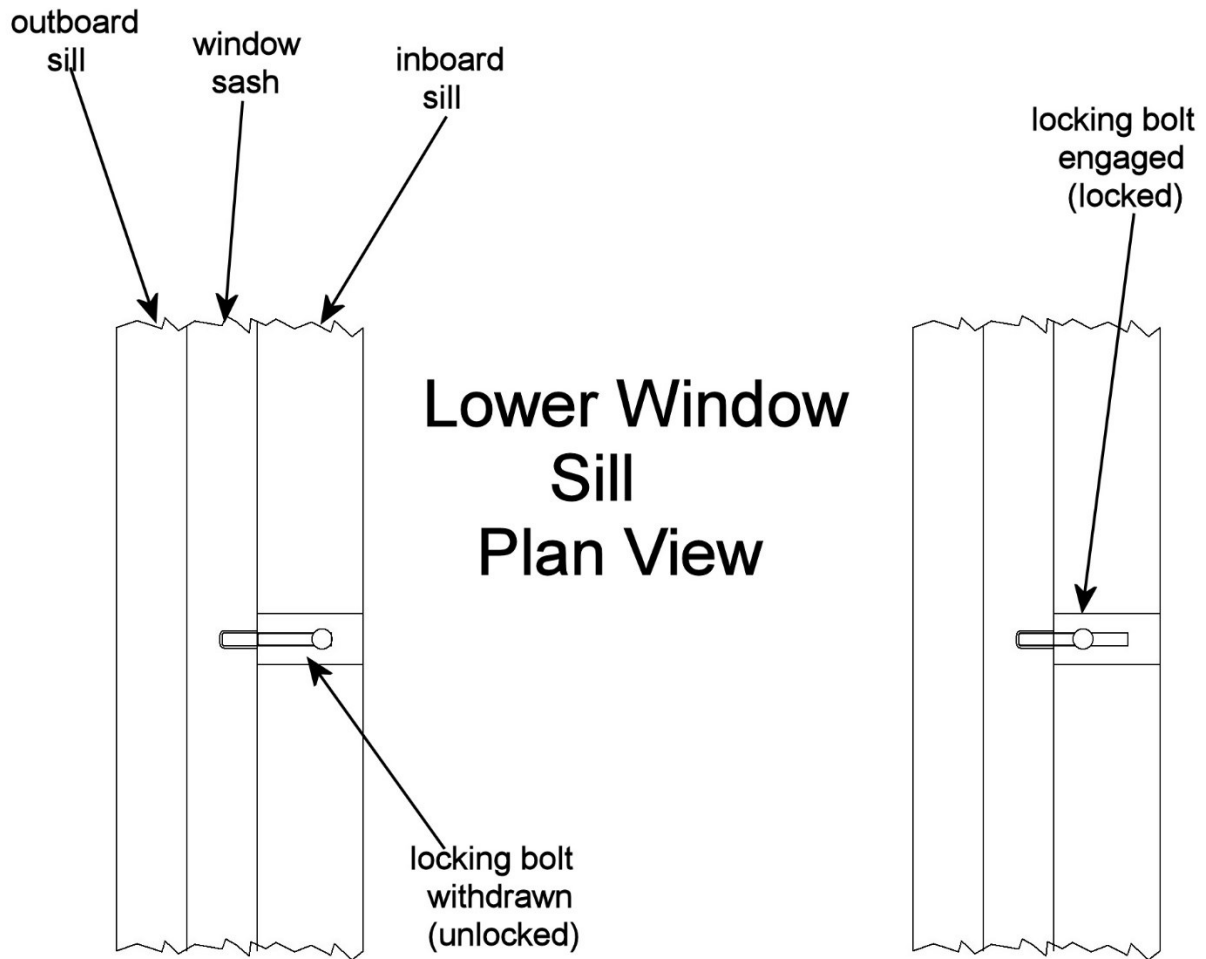 outboard
sill
window
sash
inboard
sill
locking bolt
engaged
(locked)
Lower Window
Sill
Plan View
locking bolt
withdrawn
(unlocked)